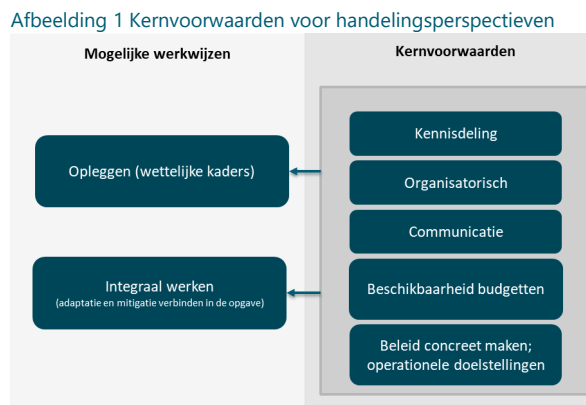 Afbeelding 1 Kernvoorwaarden voor handelingsperspectieven
Mogelijke werkwijzen
Kernvoorwaarden
Opleggen (wettelijke kaders)
Integraal werken
(adaptatie en mitigatie verbinden in de opgave)
Kennisdeling
Organisatorisch
Communicatie
Beschikbaarheid budgetten
Beleid concreet maken;
operationele doelstellingen